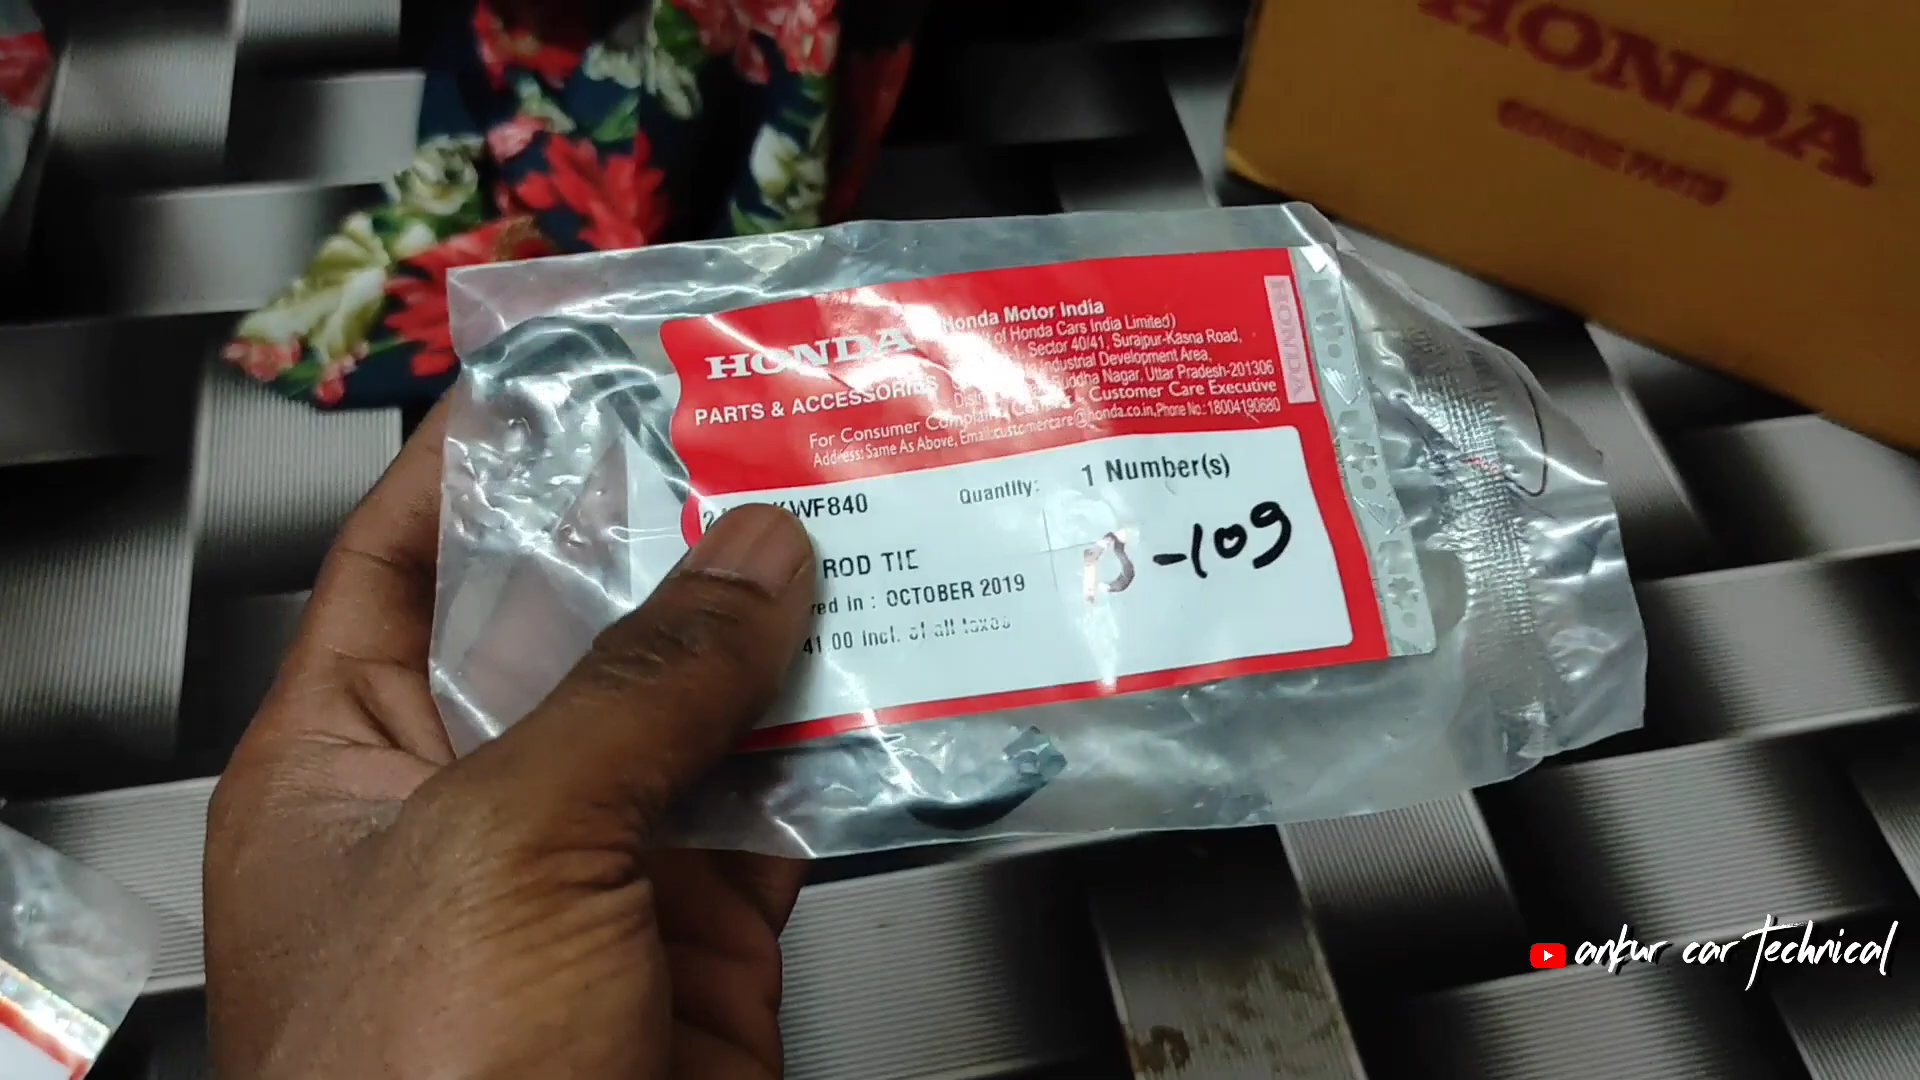 HONDA
GENUINE PARTS
HONDA
PARTS & ACCESSORIES
Honda Motor India
of Honda Cars India Limited)
Sector 40/41, Surajpur-Kasna Road,
Industrial Development Area,
Buddha Nagar, Uttar Pradesh-201306
For Consumer Complaint, Customer Care Executive
Address: Same As Above, Email:customercare@honda.co.in, Phone No.: 18004190680
HONDA
KWF840
Quantity:
1 Number(s)
ROD TIE
-109
red in : OCTOBER 2019
41.00 incl. of all taxes
ankur car Technical